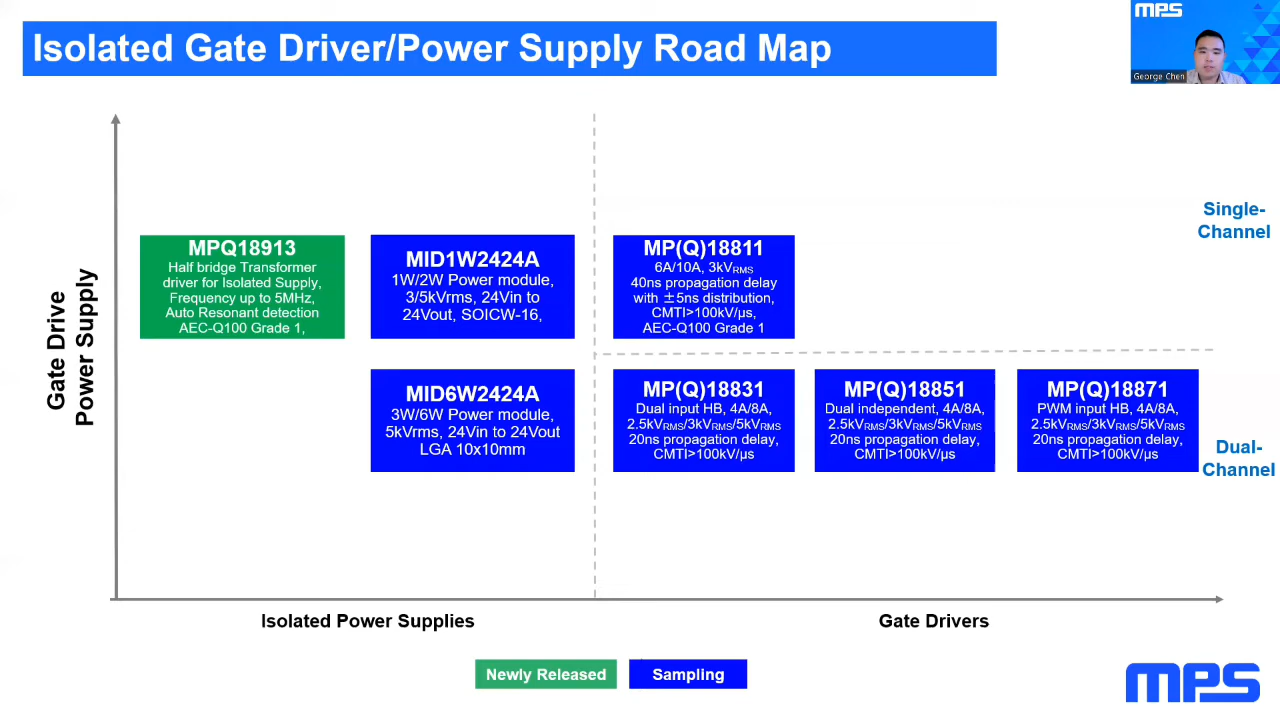 Isolated Gate Driver/Power Supply Road Map
MPS
George Chen
Gate Drive
Power Supply
MPQ18913
Half bridge Transformer
driver for Isolated Supply,
Frequency up to 5MHz,
Auto Resonant detection
AEC-Q100 Grade 1,
MID1W2424A
1W/2W Power module,
3/5kVrms, 24Vin to
24Vout, SOICW-16,
MP(Q)18811
6A/10A, 3kVRMS
40ns propagation delay
with ±5ns distribution,
CMTI>100kV/µs,
AEC-Q100 Grade 1
Single-
Channel
MID6W2424A
3W/6W Power module,
5kVrms, 24Vin to 24Vout
LGA 10x10mm
MP(Q)18831
Dual input HB, 4A/8A,
2.5kVRMS/3kVRMS/5kVRMS
20ns propagation delay,
CMTI>100kV/µs
MP(Q)18851
Dual independent, 4A/8A,
2.5kVRMS/3kVRMS/5kVRMS
20ns propagation delay,
CMTI>100kV/µs
MP(Q)18871
PWM input HB, 4A/8A,
2.5kVRMS/3kVRMS/5kVRMS
20ns propagation delay,
CMTI>100kV/µs
Dual-
Channel
Isolated Power Supplies
Gate Drivers
Newly Released
Sampling
MPS